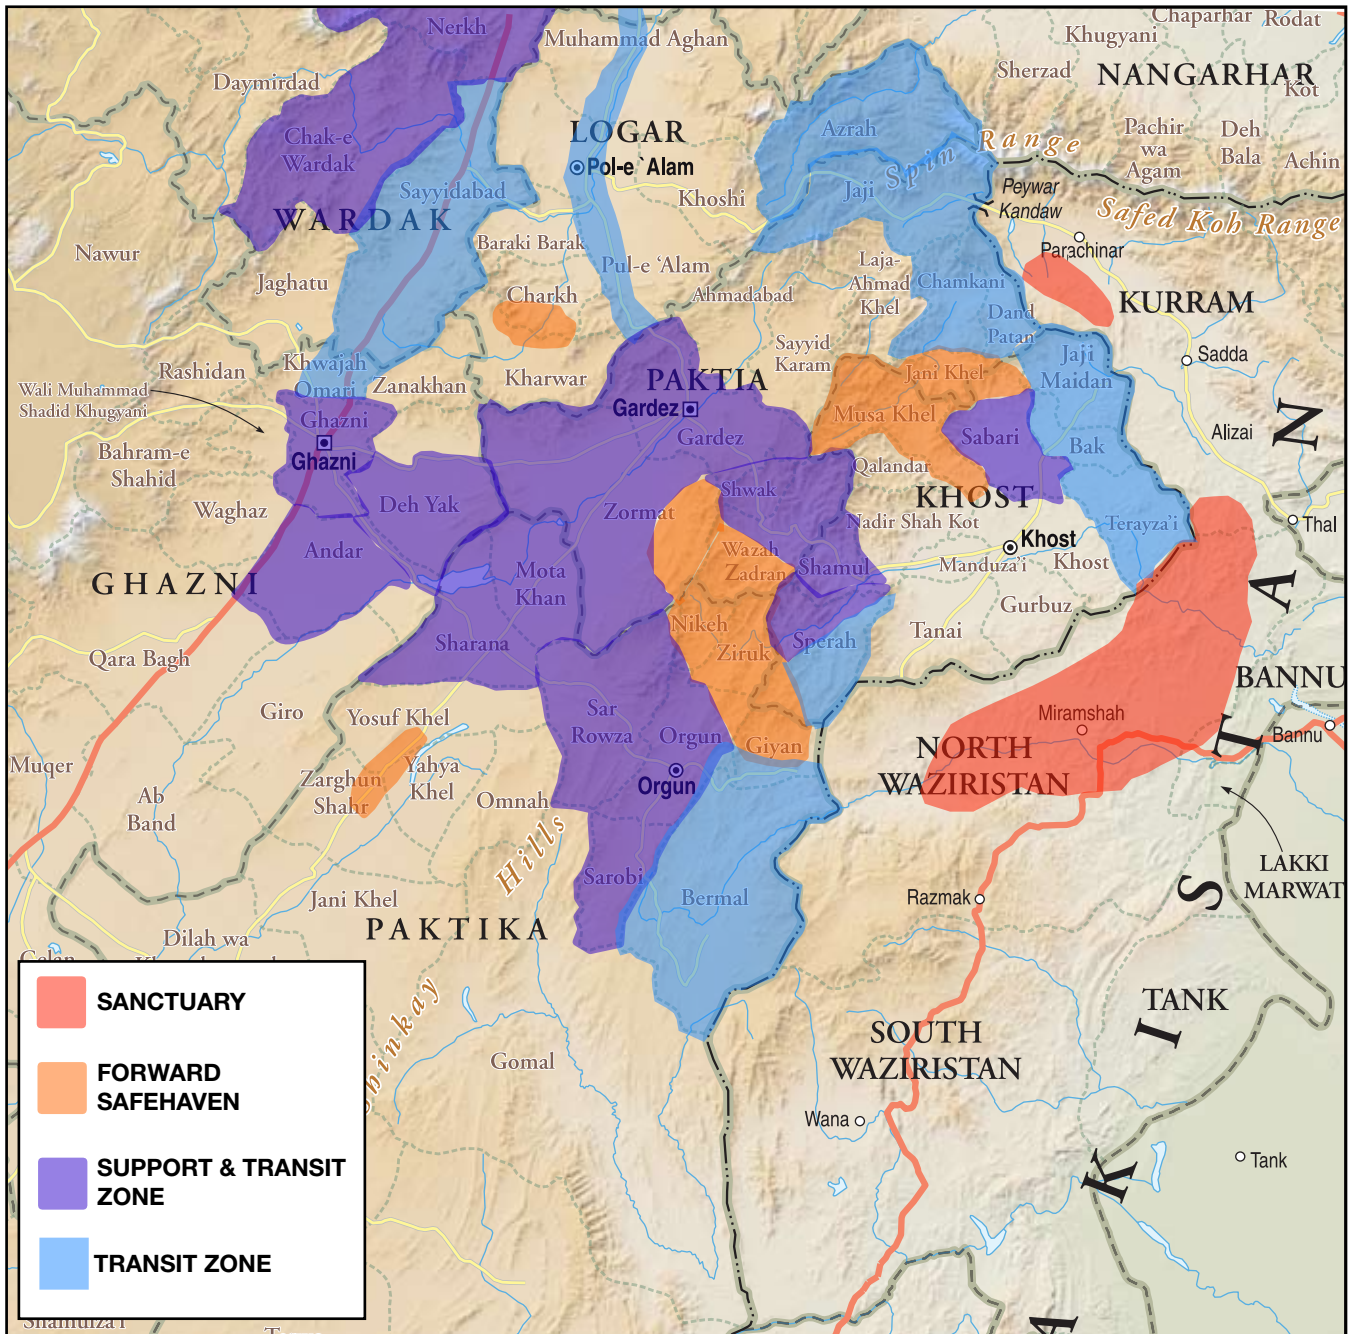 Nerkh
Muhammad Aghan
Chaparhar
Rodat
Khugyani
Sherzad
NANGARHAR
Kot
Daymirdad
Chak-e
Wardak
LOGAR
Pol-e `Alam
Azrah
Spin Range
Pachir
wa
Agam
Deh
Bala
Achin
Sayyidabad
Khoshi
Jaji
Peywar
Kandaw
Safed Koh Range
WARDAK
Nawur
Baraki Barak
Parachinar
Jaghatu
Pul-e ‘Alam
Laja-
Ahmad
Khel
Chamkani
Charkh
Ahmadabad
KURRAM
Dand
Patan
Sayyid
Karam
Jaji
Maidan
Sadda
Rashidan
Khwajah
Omari
Zanakhan
Kharwar
PAKTIA
Jani Khel
Wali Muhammad
Shadid Khugyani
Gardez
Musa Khel
Ghazni
Ghazni
Gardez
Sabari
Bak
Alizai
Bahram-e
Shahid
Qalandar
Waghaz
Deh Yak
Zormat
Shwak
KHOST
Nadir Shah Kot
Terayza'i
Thal
Andar
Wazah
Zadran
Khost
Manduza'i
Khost
GHAZNI
Mota
Khan
Shamul
Gurbuz
Nikeh
Tanai
Sharana
Ziruk
Sperah
Qara Bagh
BANNU
Giro
Yosuf Khel
Sar
Rowza
Orgun
Giyan
Miramshah
Bannu
NORTH
WAZIRISTAN
Muqer
Zarghun
Shahr
Yahya
Khel
Orgun
Omnah
Ab
Band
Hills
LAKKI
MARWAT
Sarobi
Bermal
Razmak
Jani Khel
PAKTIKA
Dilah wa
KISTAN
SANCTUARY
FORWARD
SAFEHAVEN
SUPPORT & TRANSIT
ZONE
TRANSIT ZONE
TANK
SOUTH
WAZIRISTAN
Gomal
Wana
Tank
A